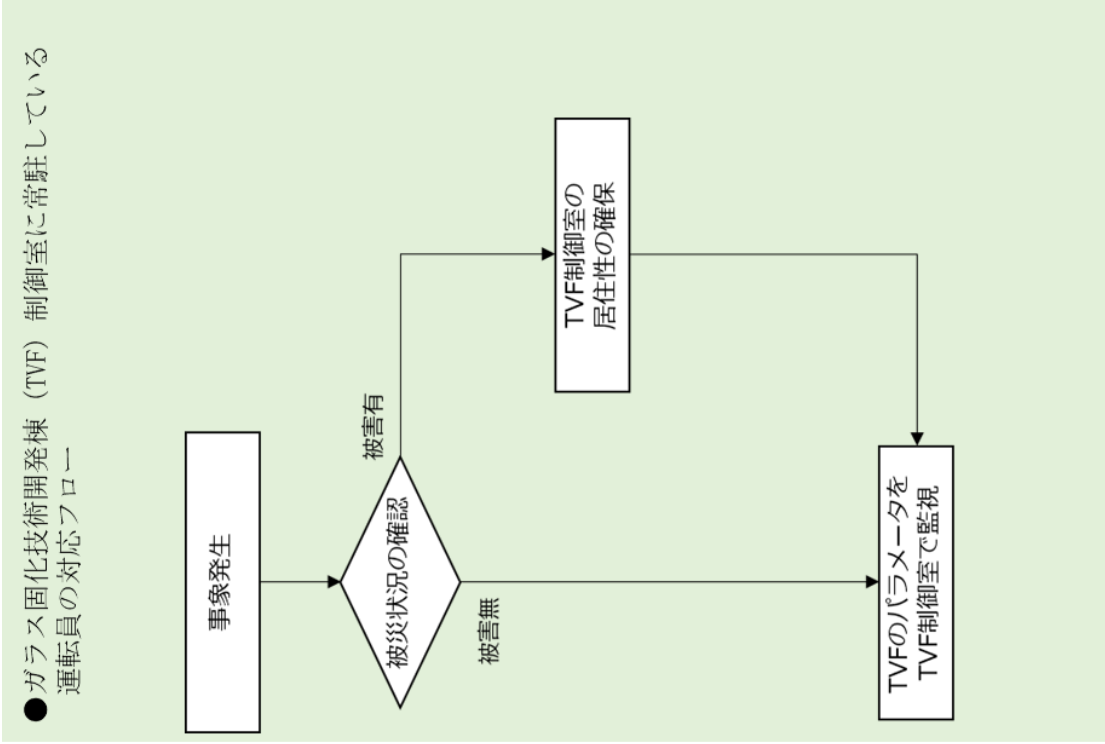 ●ガラス固化技術開発棟（TVF）制御室に常駐している
運転員の対応フロー
事象発生
被災状況の確認
被害有
被害無
TVF制御室の
居住性の確保
TVFのパラメータを
TVF制御室で監視